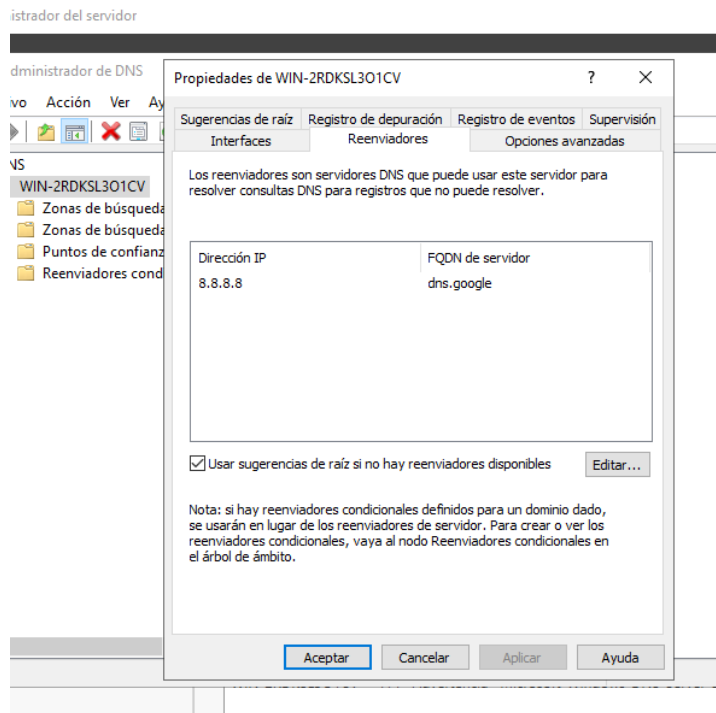 istrador del servidor
dministrador de DNS
vo Acción Ver Ay
NS
WIN-2RDKSL3O1CV
Zonas de búsqueda
Zonas de búsqueda
Puntos de confianz
Reenviadores cond
Propiedades de WIN-2RDKSL3O1CV ? X
Sugerencias de raíz Registro de depuración Registro de eventos Supervisión
Interfaces Reenviadores Opciones avanzadas
Los reenviadores son servidores DNS que puede usar este servidor para
resolver consultas DNS para registros que no puede resolver.
Dirección IP FQDN de servidor
8.8.8.8 dns.google
Usar sugerencias de raíz si no hay reenviadores disponibles Editar...
Nota: si hay reenviadores condicionales definidos para un dominio dado,
se usarán en lugar de los reenviadores de servidor. Para crear o ver los
reenviadores condicionales, vaya al nodo Reenviadores condicionales en
el árbol de ámbito.
Aceptar Cancelar Aplicar Ayuda